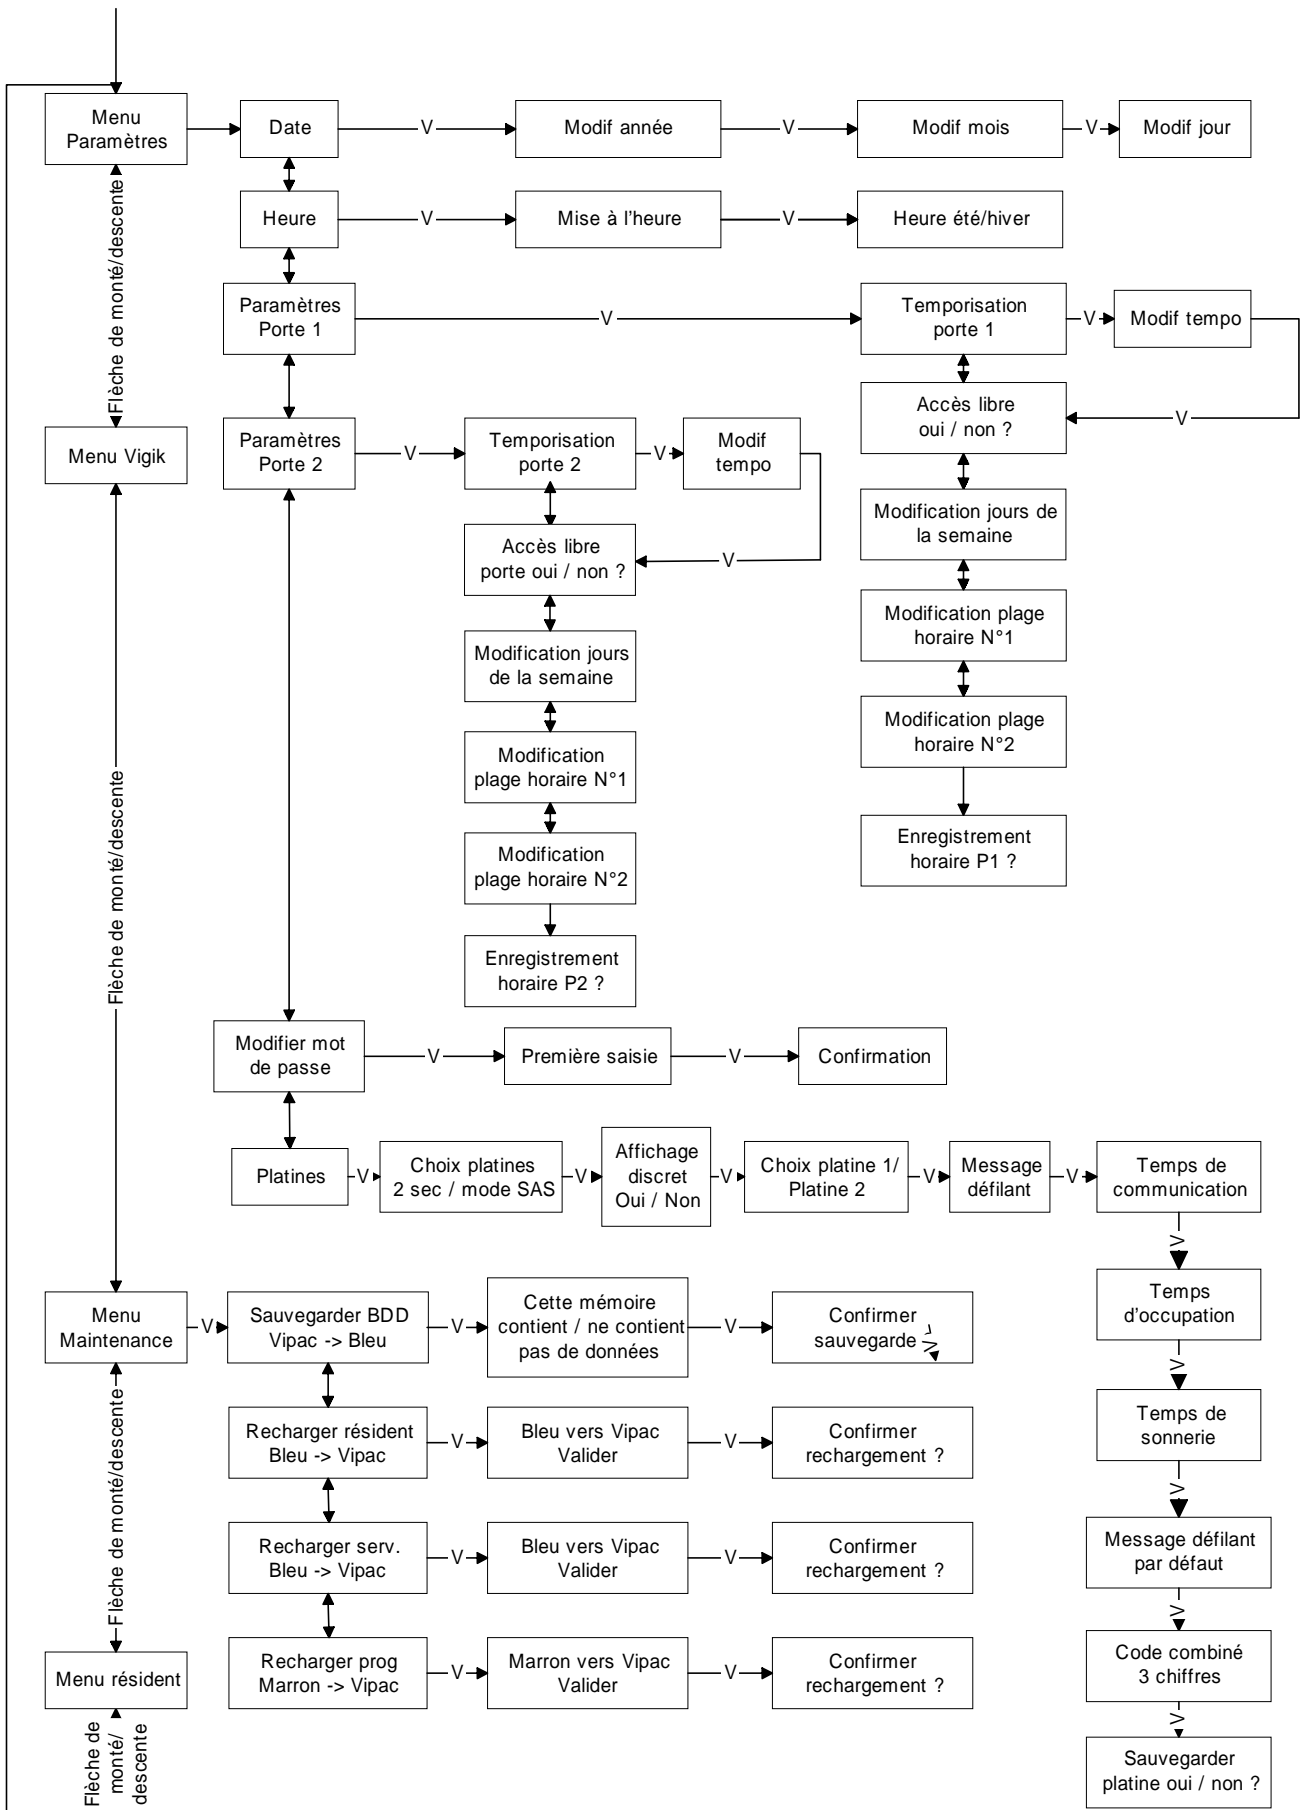 Menu
Paramètres
Date
V
Modif année
V
Modif mois
V
Modif jour
Flèche de monté/descente
Heure
V
Mise à l'heure
V
Heure été/hiver
Paramètres
Porte 1
V
Temporisation
porte 1
V
Modif tempo
Accès libre
oui / non ?
V
Menu Vigik
Paramètres
Porte 2
V
Temporisation
porte 2
V
Modif
tempo
Modification jours de
la semaine
Accès libre
porte oui / non ?
V
Modification plage
horaire N°1
Modification jours
de la semaine
Modification plage
horaire N°2
Flèche de monté/descente
Modification
plage horaire N°1
Enregistrement
horaire P1 ?
Modification
plage horaire N°2
Enregistrement
horaire P2 ?
Modifier mot
de passe
V
Première saisie
V
Confirmation
Platines
V
Choix platines
2 sec / mode SAS
V
Affichage
discret
Oui / Non
V
Choix platine 1/
Platine 2
V
Message
défilant
V
Temps de
communication
V
Temps
d'occupation
V
Temps de
sonnerie
V
Message défilant
par défaut
V
Code combiné
3 chiffres
V
Sauvegarder
platine oui / non ?
Menu
Maintenance
V
Sauvegarder BDD
Vipac -> Bleu
V
Cette mémoire
contient / ne contient
pas de données
V
Confirmer
sauvegarde
V
Flèche de monté/descente
Recharger résident
Bleu -> Vipac
V
Bleu vers Vipac
Valider
V
Confirmer
rechargement ?
Recharger serv.
Bleu -> Vipac
V
Bleu vers Vipac
Valider
V
Confirmer
rechargement ?
Menu résident
Recharger prog
Marron -> Vipac
V
Marron vers Vipac
Valider
V
Confirmer
rechargement ?
Flèche de
monté/
descente